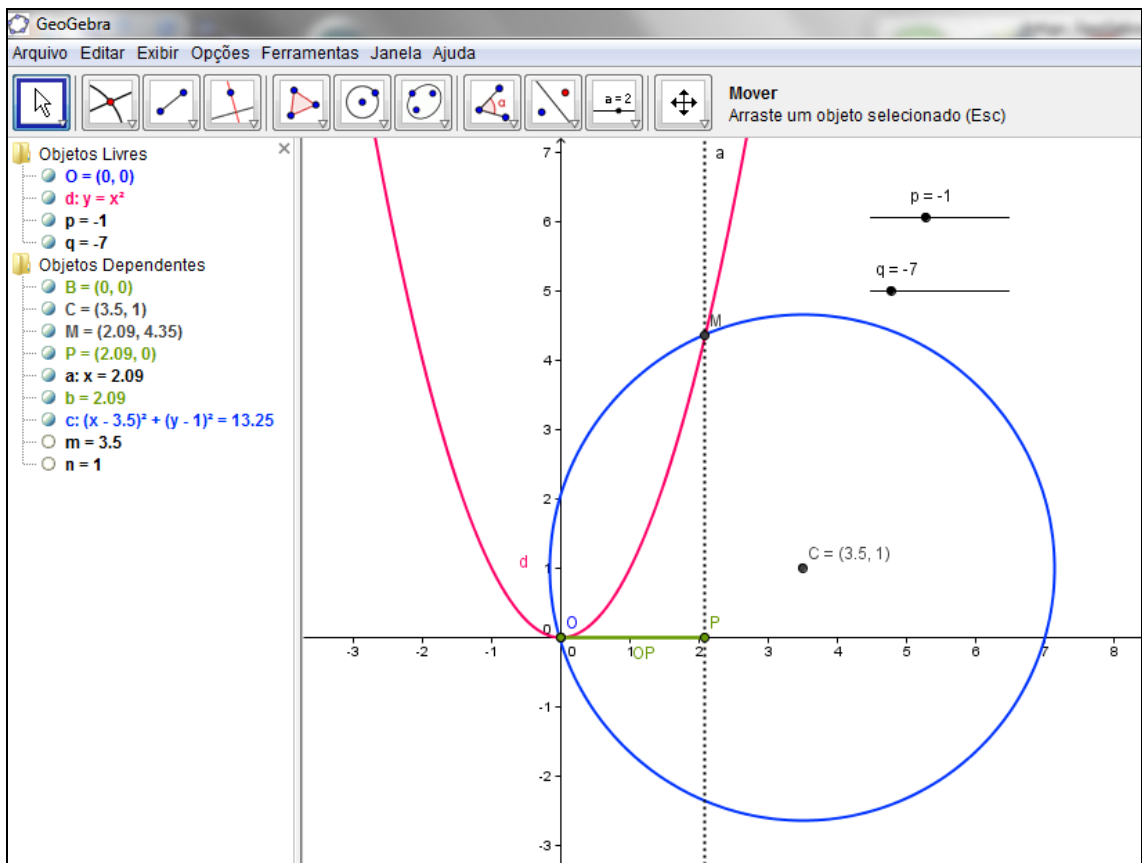 GeoGebra
Arquivo Editar Exibir Opções Ferramentas Janela Ajuda
a = 2
Mover
Arraste um objeto selecionado (Esc)
Objetos Livres
O = (0, 0)
d: y = x²
p = -1
q = -7
Objetos Dependentes
B = (0, 0)
C = (3.5, 1)
M = (2.09, 4.35)
P = (2.09, 0)
a: x = 2.09
b = 2.09
c: (x - 3.5)² + (y - 1)² = 13.25
m = 3.5
n = 1
7
a
p = -1
6
q = -7
5
M
4
3
2
C = (3.5, 1)
d
1
0
O
P
-3 -2 -1 0 1 2 3 4 5 6 7 8
OP
-1
-2
-3